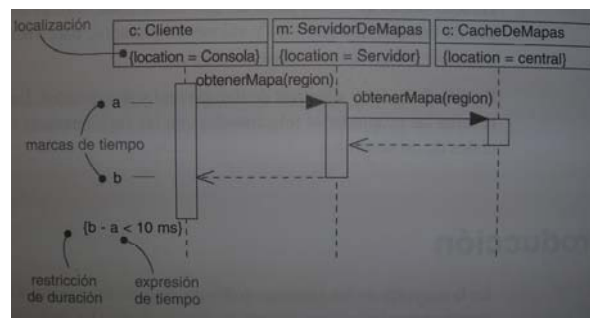 localización
c: Cliente
{location = Consola}
m: ServidorDeMapas
{location = Servidor}
c: CacheDeMapas
{location = central}
obtenerMapa(region)
obtenerMapa(region)
a
marcas de tiempo
b
{b - a < 10 ms}
restricción
de duración
expresión
de tiempo